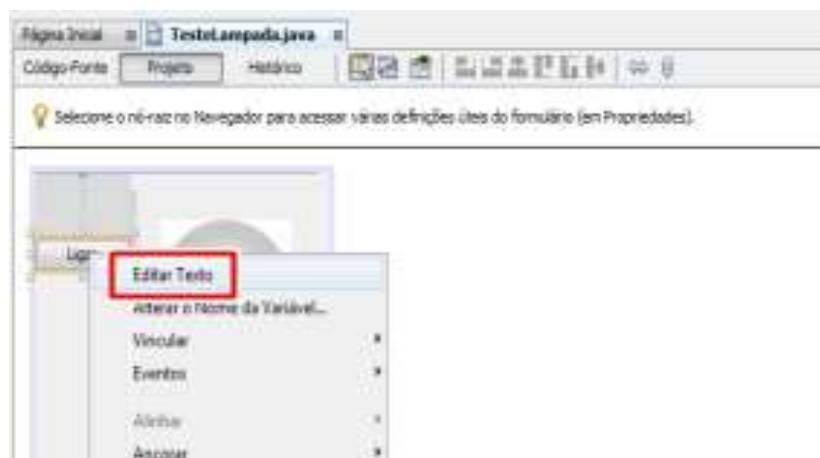 Página Inicial TesteLampada.java
Código-Fonte Projeto Histórico
Selecione o nó-raiz no Navegador para acessar várias definições úteis do formulário (em Propriedades).
Editar Texto
Alterar o Nome da Variável...
Vincular
Eventos
Alinhar
Ancorar